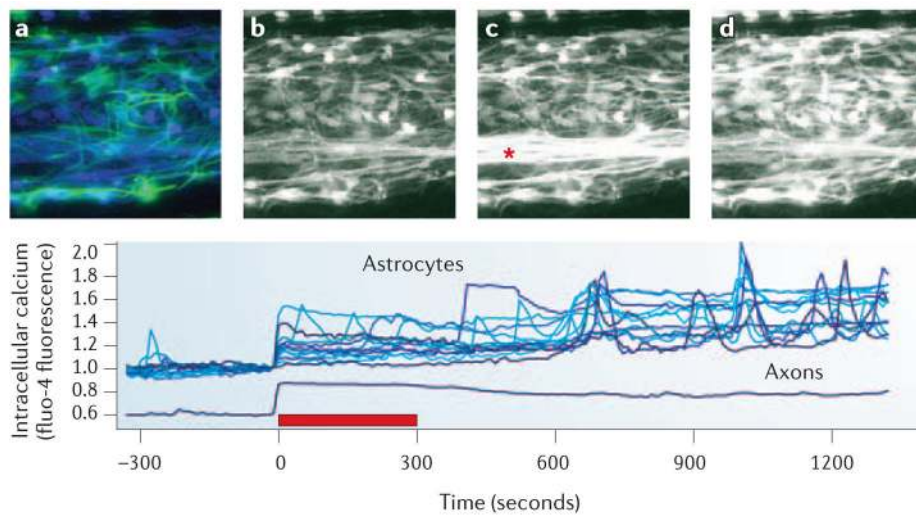 a b c d
*
Intracellular calcium
(fluo-4 fluorescence)
2.0
1.8
1.6
1.4
1.2
1.0
0.8
0.6
Astrocytes
Axons
−300 0 300 600 900 1200
Time (seconds)